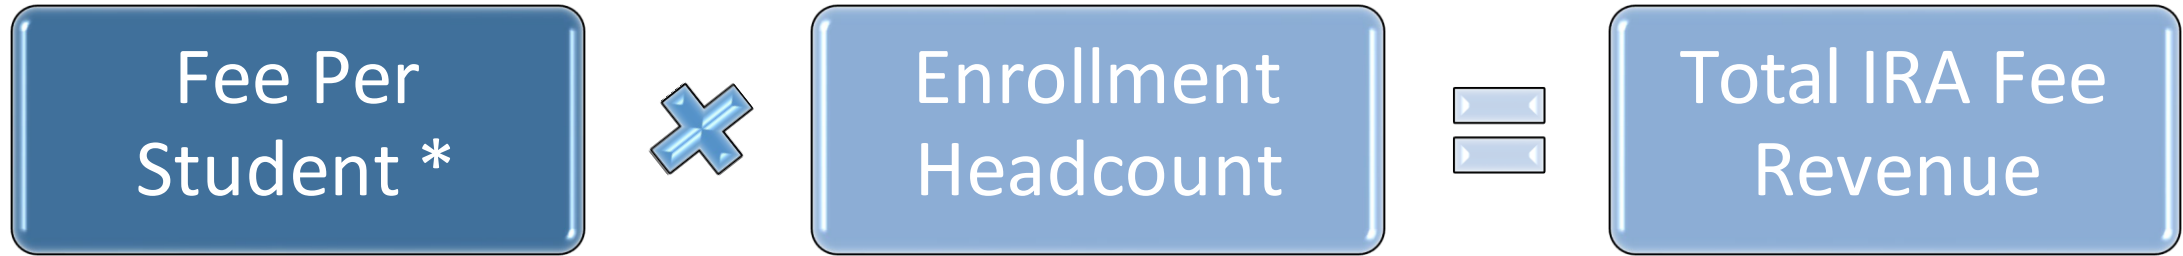 Fee Per
Student *
Enrollment
Headcount
Total IRA Fee
Revenue